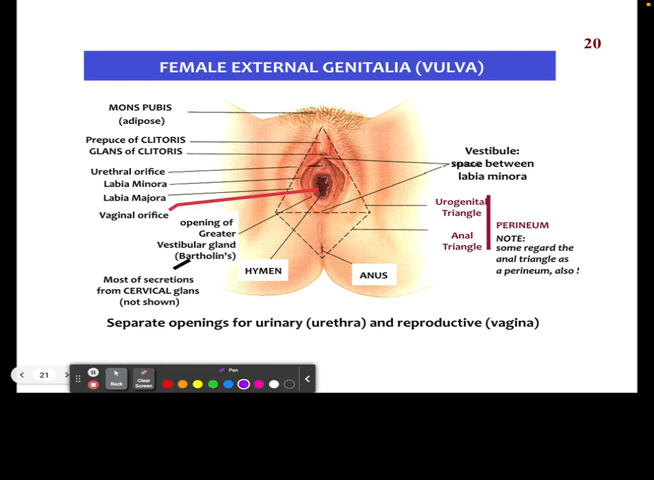 20
FEMALE EXTERNAL GENITALIA (VULVA)
MONS PUBIS
(adipose)
Prepuce of CLITORIS
GLANS of CLITORIS
Urethral orifice
Labia Minora
Labia Majora
Vaginal orifice
opening of
Greater
Vestibular gland
(Bartholin's)
Most of secretions
from CERVICAL glans
(not shown)
HYMEN
ANUS
Vestibule:
space between
labia minora
Urogenital
Triangle
Anal
Triangle
PERINEUM
NOTE:
some regard the
anal triangle as
a perineum, also !
Separate openings for urinary (urethra) and reproductive (vagina)
21
Back
Clear
Screen
Pen